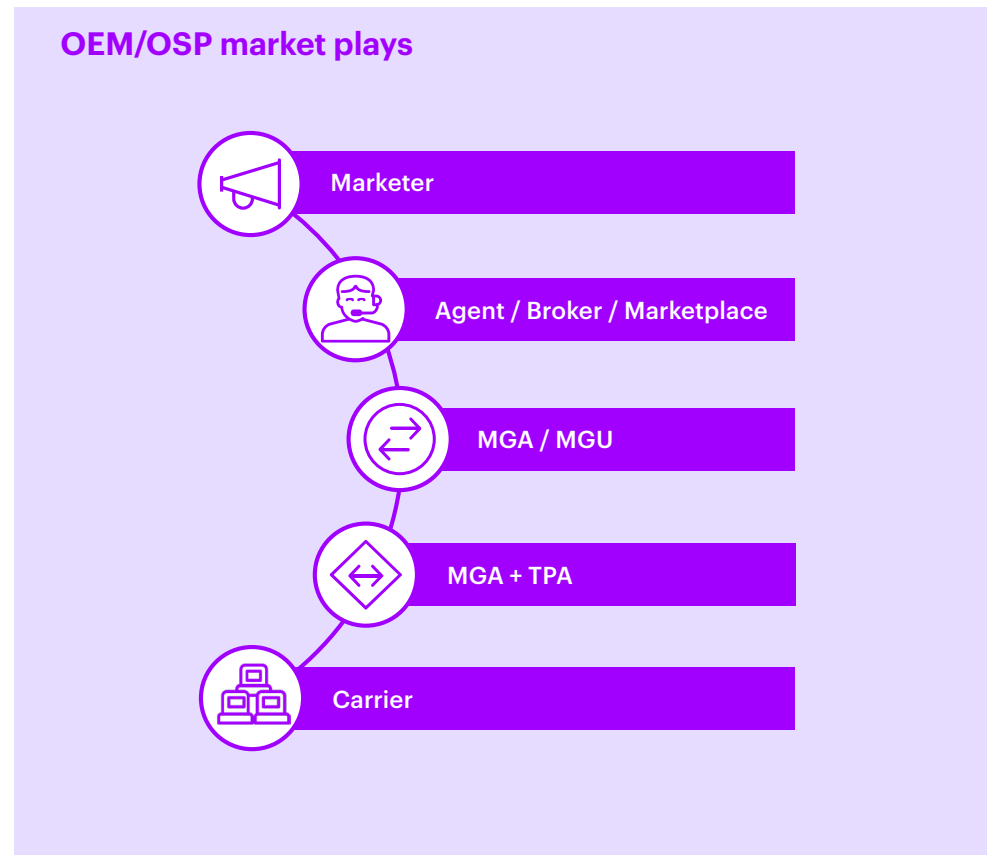 OEM/OSP market plays
Marketer
Agent / Broker / Marketplace
MGA / MGU
MGA + TPA
Carrier